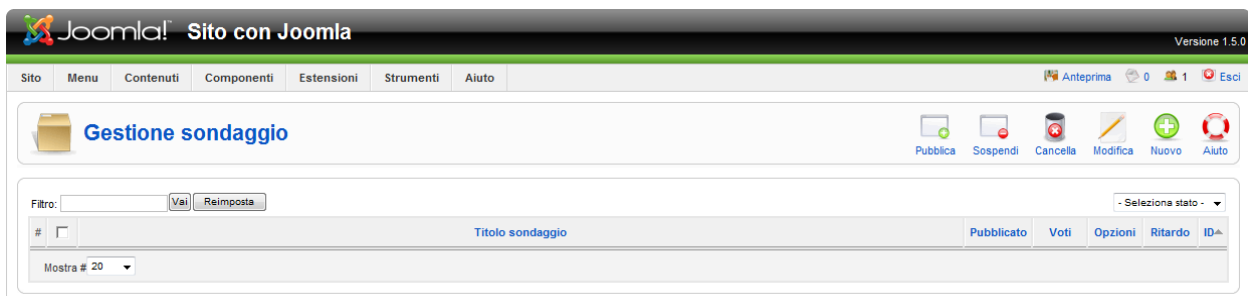 Joomla! Sito con Joomla
Versione 1.5.0
Sito Menu Contenuti Componenti Estensioni Strumenti Aiuto Anteprima 0 1 Esci
Gestione sondaggio
Pubblica Sospendi Cancella Modifica Nuovo Aiuto
Filtro: Vai Reimposta - Seleziona stato -
# Titolo sondaggio Pubblicato Voti Opzioni Ritardo ID
Mostra # 20